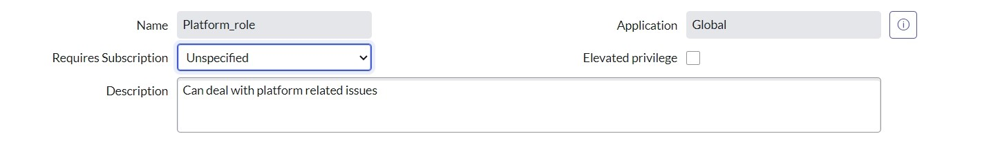 Name Platform_role Application Global
Requires Subscription Unspecified Elevated privilege
Description Can deal with platform related issues